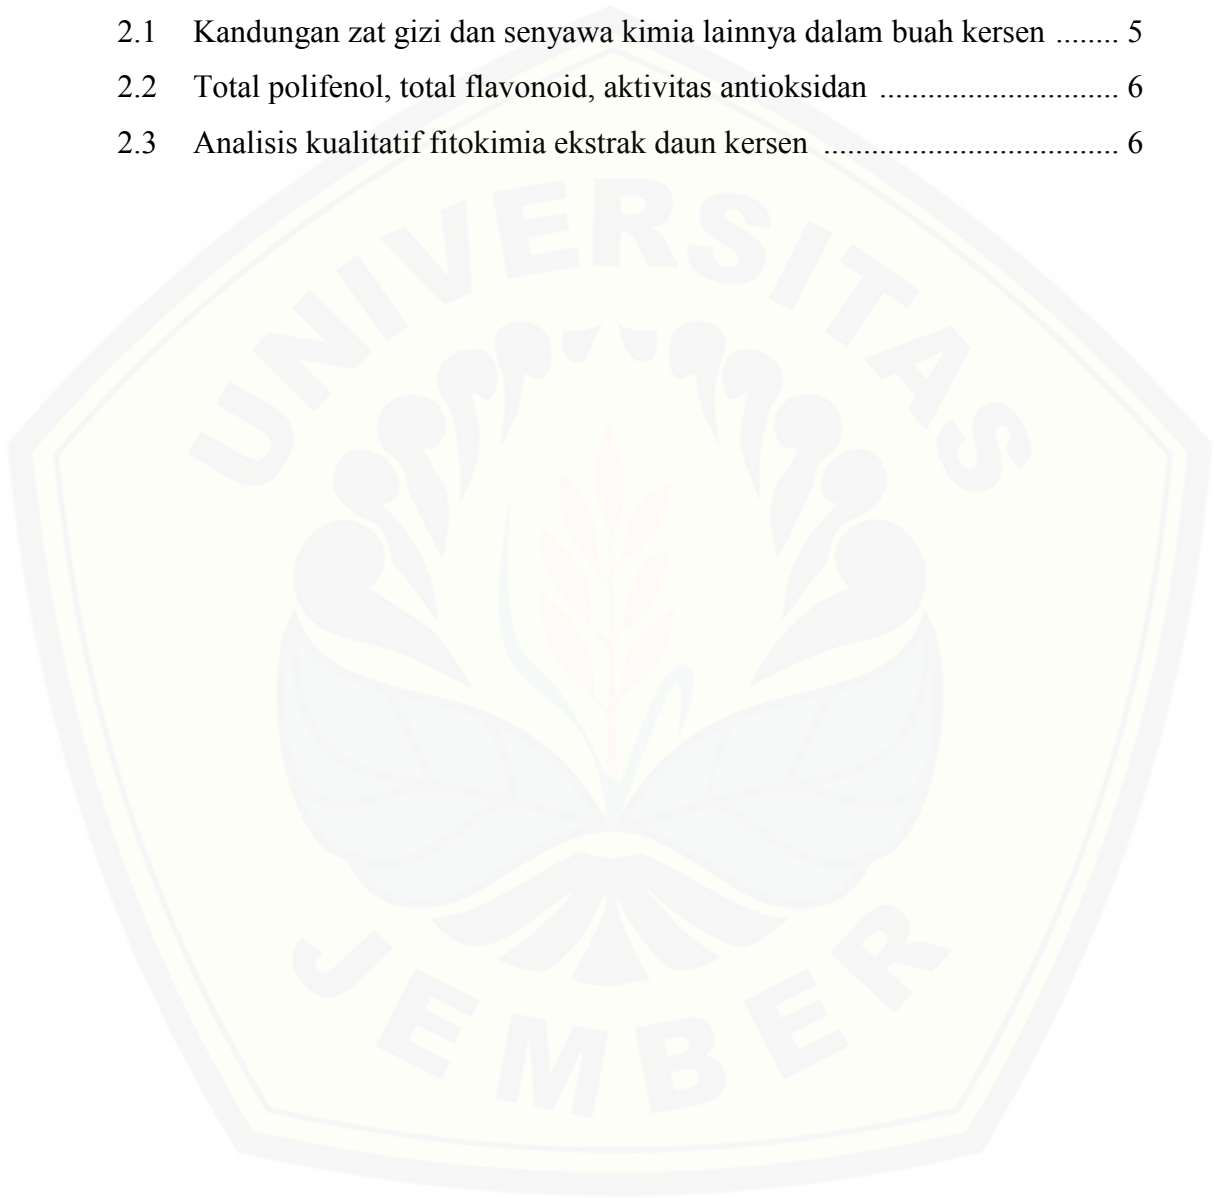 2.1 Kandungan zat gizi dan senyawa kimia lainnya dalam buah kersen ........ 5
2.2 Total polifenol, total flavonoid, aktivitas antioksidan .............................. 6
2.3 Analisis kualitatif fitokimia ekstrak daun kersen ..................................... 6
UNIVERSITAS
JEMBER